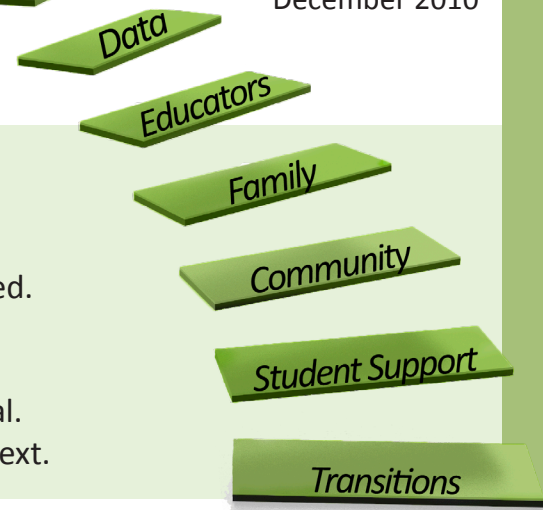 December 2010
Data
Educators
Family
ed.
Community
Student Support
al.
ext.
Transitions